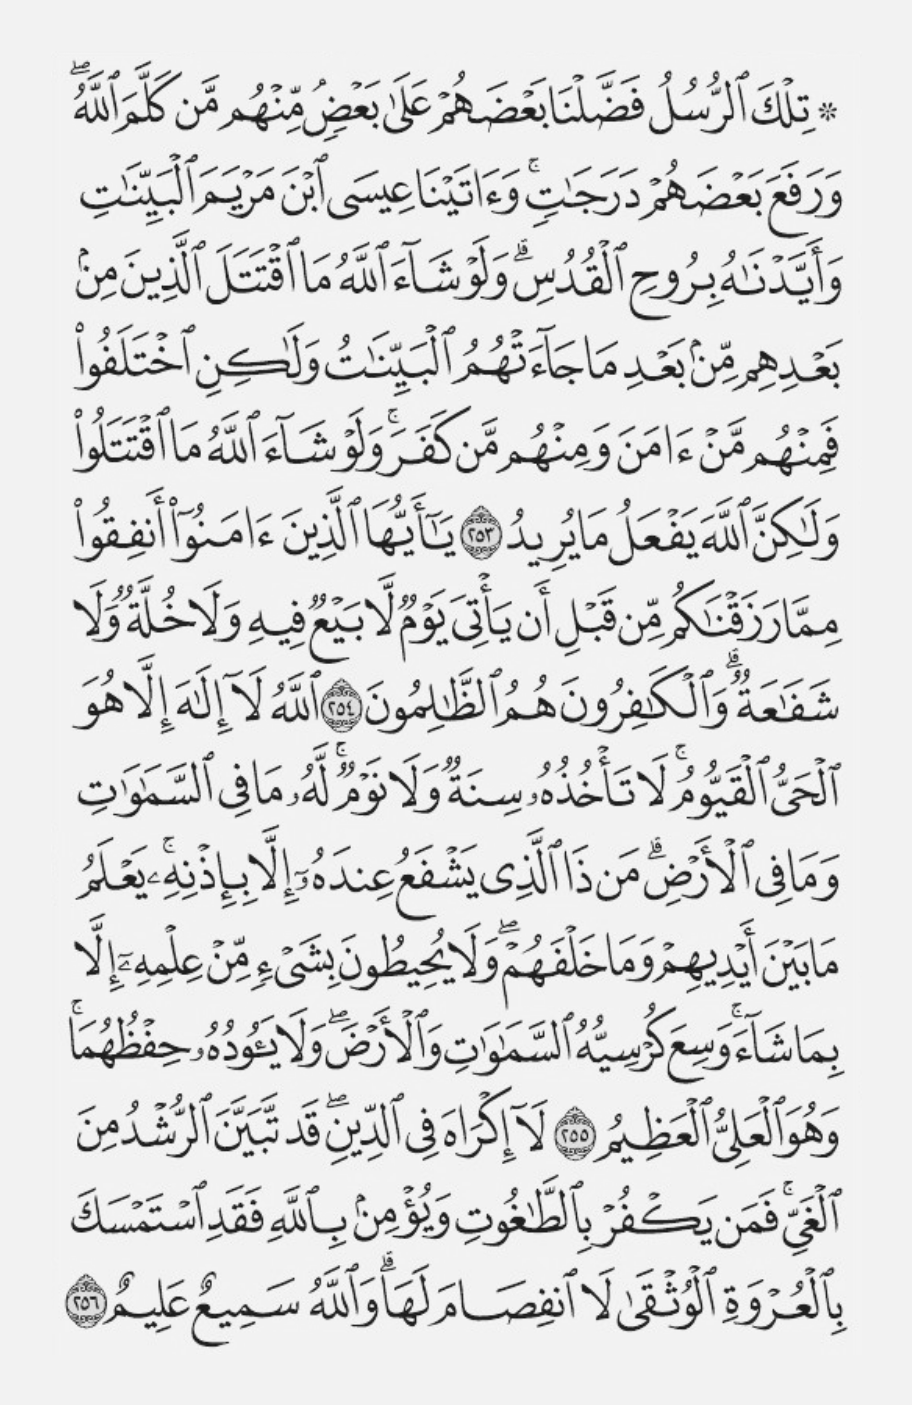 ۞ تِلْكَ ٱلرُّسُلُ فَضَّلْنَا بَعْضَهُمْ عَلَىٰ بَعْضٍ مِّنْهُم مَّن كَلَّمَ ٱللَّهُ ۖ
وَرَفَعَ بَعْضَهُمْ دَرَجَٰتٍ ۚ وَءَاتَيْنَا عِيسَى ٱبْنَ مَرْيَمَ ٱلْبَيِّنَٰتِ
وَأَيَّدْنَٰهُ بِرُوحِ ٱلْقُدُسِ ۗ وَلَوْ شَآءَ ٱللَّهُ مَا ٱقْتَتَلَ ٱلَّذِينَ مِنۢ
بَعْدِهِم مِّنۢ بَعْدِ مَا جَآءَتْهُمُ ٱلْبَيِّنَٰتُ وَلَٰكِنِ ٱخْتَلَفُوا۟
فَمِنْهُم مَّنْ ءَامَنَ وَمِنْهُم مَّن كَفَرَ ۚ وَلَوْ شَآءَ ٱللَّهُ مَا ٱقْتَتَلُوا۟
وَلَٰكِنَّ ٱللَّهَ يَفْعَلُ مَا يُرِيدُ ٢٥٣ يَٰٓأَيُّهَا ٱلَّذِينَ ءَامَنُوٓا۟ أَنفِقُوا۟
مِمَّا رَزَقْنَٰكُم مِّن قَبْلِ أَن يَأْتِىَ يَوْمٌ لَّا بَيْعٌ فِيهِ وَلَا خُلَّةٌ وَلَا
شَفَٰعَةٌ ۗ وَٱلْكَٰفِرُونَ هُمُ ٱلظَّٰلِمُونَ ٢٥٤ ٱللَّهُ لَآ إِلَٰهَ إِلَّا هُوَ
ٱلْحَىُّ ٱلْقَيُّومُ ۚ لَا تَأْخُذُهُۥ سِنَةٌ وَلَا نَوْمٌ ۚ لَّهُۥ مَا فِى ٱلسَّمَٰوَٰتِ
وَمَا فِى ٱلْأَرْضِ ۗ مَن ذَا ٱلَّذِى يَشْفَعُ عِندَهُۥٓ إِلَّا بِإِذْنِهِۦ ۚ يَعْلَمُ
مَا بَيْنَ أَيْدِيهِمْ وَمَا خَلْفَهُمْ ۖ وَلَا يُحِيطُونَ بِشَىْءٍ مِّنْ عِلْمِهِۦٓ إِلَّا
بِمَا شَآءَ ۚ وَسِعَ كُرْسِيُّهُ ٱلسَّمَٰوَٰتِ وَٱلْأَرْضَ ۖ وَلَا يَـُٔودُهُۥ حِفْظُهُمَا ۚ
وَهُوَ ٱلْعَلِىُّ ٱلْعَظِيمُ ٢٥٥ لَآ إِكْرَاهَ فِى ٱلدِّينِ ۖ قَد تَّبَيَّنَ ٱلرُّشْدُ مِنَ
ٱلْغَىِّ ۚ فَمَن يَكْفُرْ بِٱلطَّٰغُوتِ وَيُؤْمِنۢ بِٱللَّهِ فَقَدِ ٱسْتَمْسَكَ
بِٱلْعُرْوَةِ ٱلْوُثْقَىٰ لَا ٱنفِصَامَ لَهَا ۗ وَٱللَّهُ سَمِيعٌ عَلِيمٌ ٢٥٦